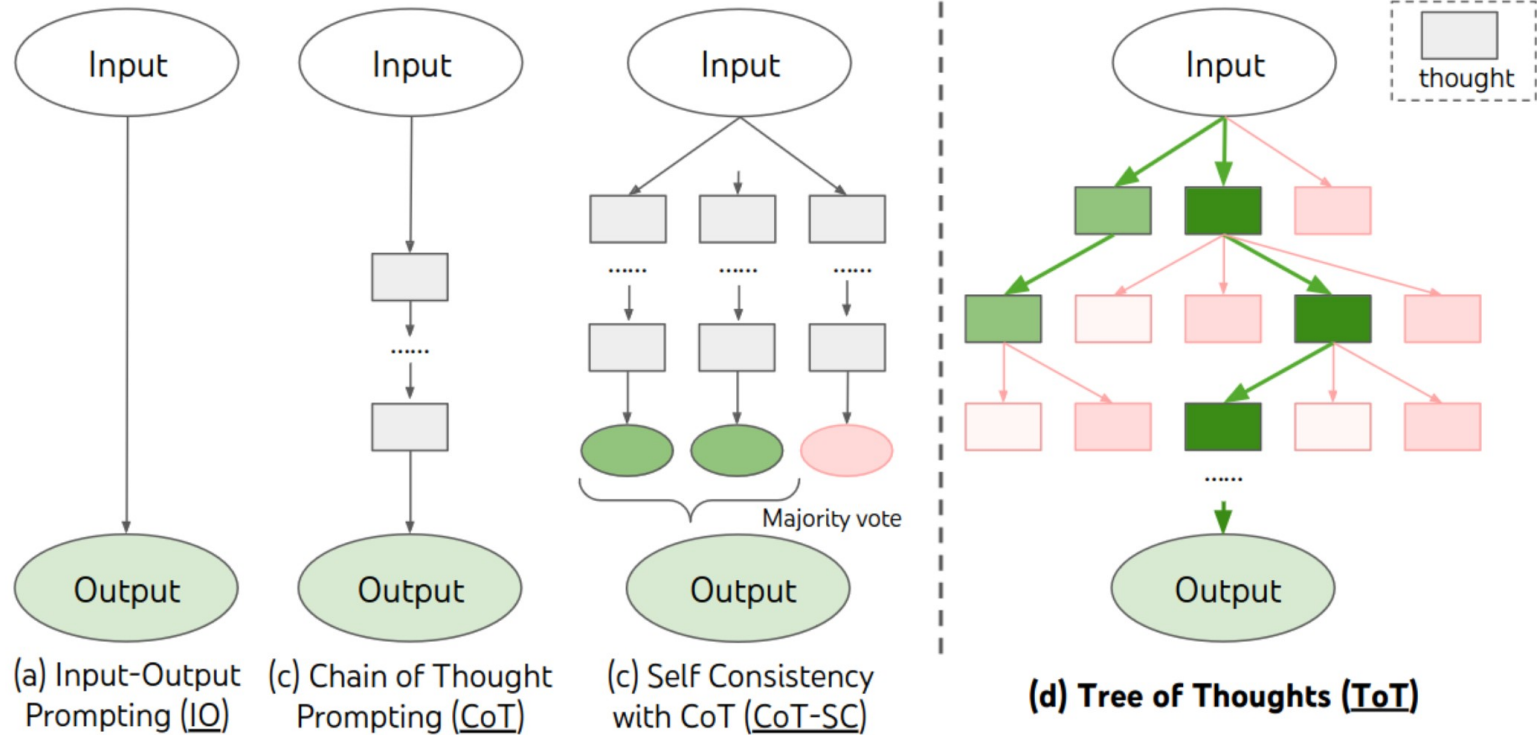 Input
Input
Input
Input
thought
......
......
......
......
......
Majority vote
Output
Output
Output
Output
(a) Input-Output
Prompting (IO)
(c) Chain of Thought
Prompting (CoT)
(c) Self Consistency
with CoT (CoT-SC)
(d) Tree of Thoughts (ToT)